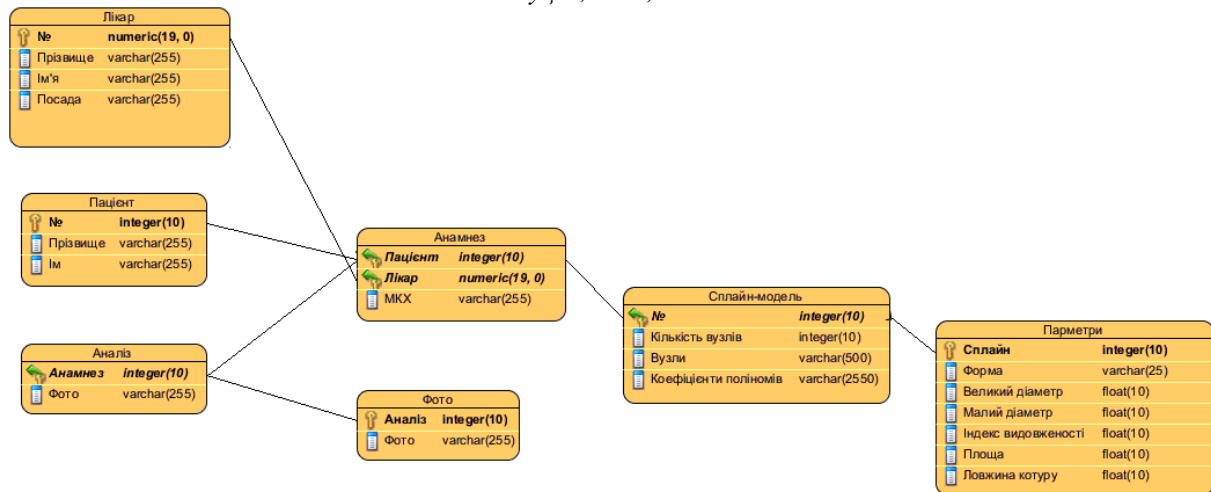 Лікар
№ numeric(19, 0)
Прізвище varchar(255)
Ім'я varchar(255)
Посада varchar(255)
Пацієнт
№ integer(10)
Прізвище varchar(255)
Ім varchar(255)
Аналіз
Анамнез integer(10)
Фото varchar(255)
Анамнез
Пацієнт integer(10)
Лікар numeric(19, 0)
МКХ varchar(255)
Фото
Аналіз integer(10)
Фото varchar(255)
Сплайн-модель
№ integer(10)
Кількість вузлів integer(10)
Вузли varchar(500)
Коефіцієнти поліномів varchar(2550)
Парметри
Сплайн integer(10)
Форма varchar(25)
Великий діаметр float(10)
Малий діаметр float(10)
Індекс видовженості float(10)
Площа float(10)
Ловжина котуру float(10)